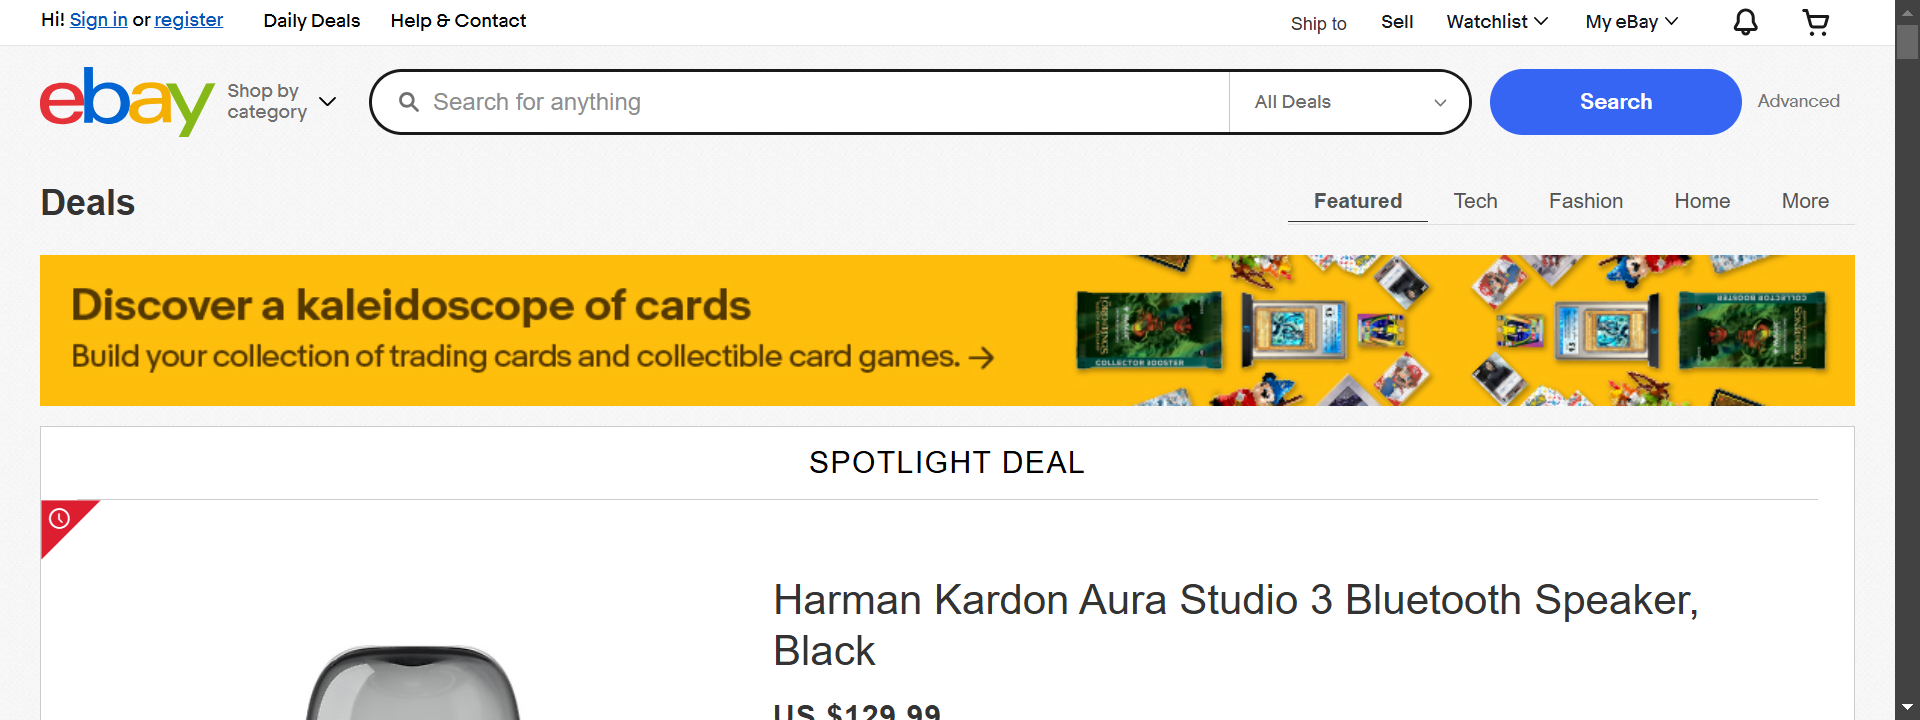 Hi! Sign in or register
Daily Deals
Help & Contact
Ship to
Sell
Watchlist
My eBay
ebay
Shop by
category
Search for anything
All Deals
Search
Advanced
Deals
Featured
Tech
Fashion
Home
More
Discover a kaleidoscope of cards
Build your collection of trading cards and collectible card games. →
COLLECTOR BOOSTER
COLLECTOR BOOSTER
SPOTLIGHT DEAL
Harman Kardon Aura Studio 3 Bluetooth Speaker,
Black
US $129.99